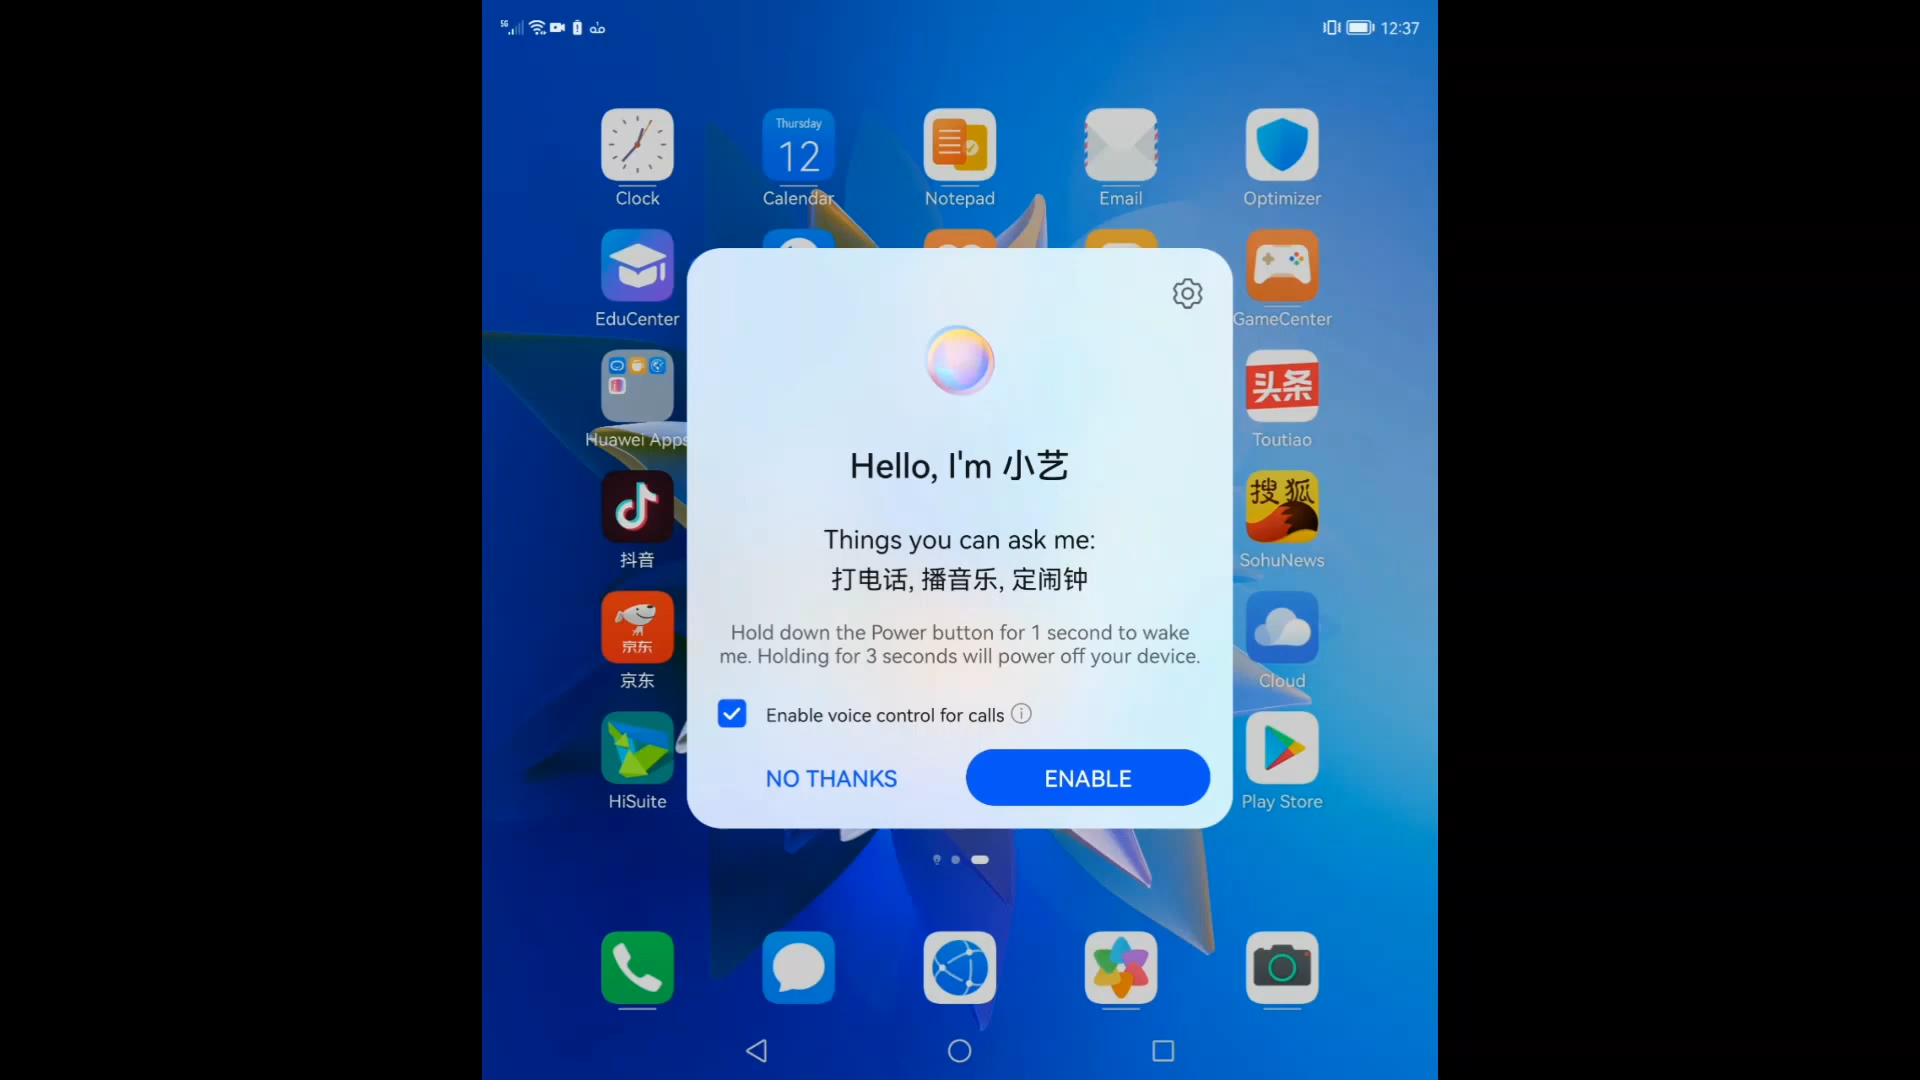 5G
12:37
Thursday
12
Clock
Calendar
Notepad
Email
Optimizer
EduCenter
GameCenter
Huawei Apps
头条
Toutiao
Hello, I'm 小艺
Things you can ask me:
打电话, 播音乐, 定闹钟
搜狐
抖音
SohuNews
Hold down the Power button for 1 second to wake
me. Holding for 3 seconds will power off your device.
京东
京东
Cloud
Enable voice control for calls
NO THANKS
ENABLE
HiSuite
Play Store